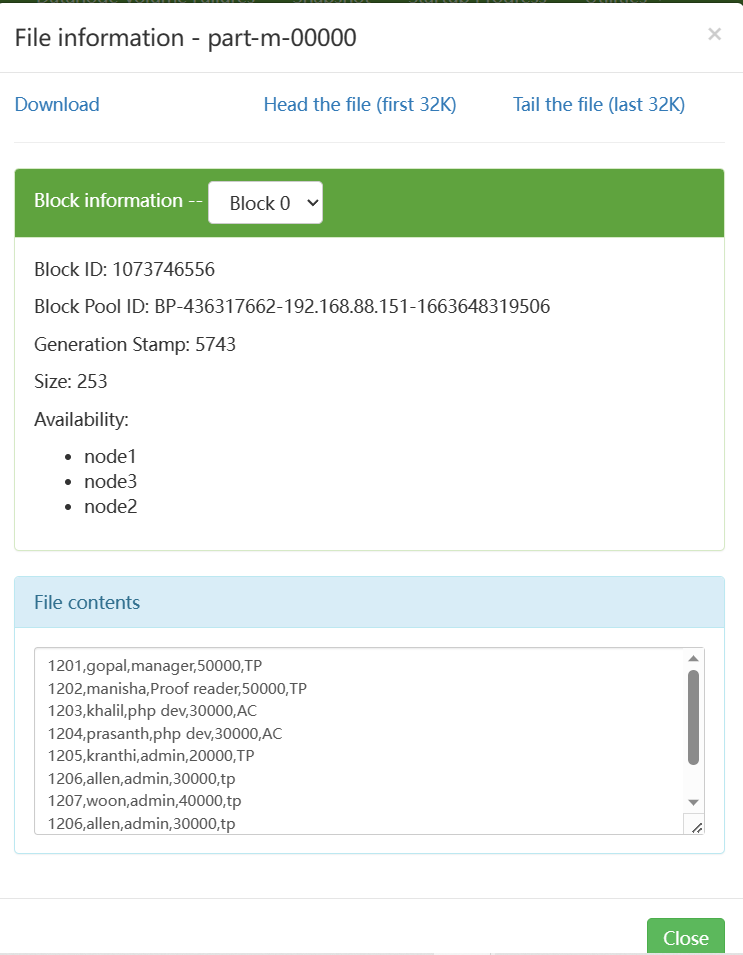 File information - part-m-00000
×
Download
Head the file (first 32K)
Tail the file (last 32K)
Block information --
Block 0
Block ID: 1073746556
Block Pool ID: BP-436317662-192.168.88.151-1663648319506
Generation Stamp: 5743
Size: 253
Availability:
node1
node3
node2
File contents
1201,gopal,manager,50000,TP
1202,manisha,Proof reader,50000,TP
1203,khalil,php dev,30000,AC
1204,prasanth,php dev,30000,AC
1205,kranthi,admin,20000,TP
1206,allen,admin,30000,tp
1207,woon,admin,40000,tp
1206,allen,admin,30000,tp
Close